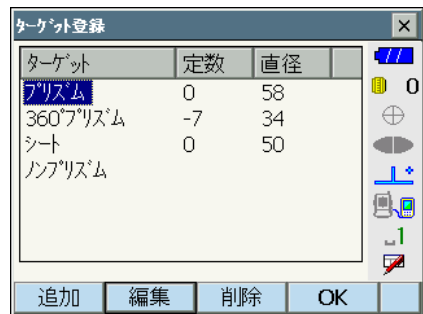 ﾀｰｹﾞｯﾄ登録
ﾀｰｹﾞｯﾄ 定数 直径
ﾌﾟﾘｽﾞﾑ 0 58
360°ﾌﾟﾘｽﾞﾑ -7 34
ｼｰﾄ 0 50
ﾉﾝﾌﾟﾘｽﾞﾑ
0
1
追加 編集 削除 OK